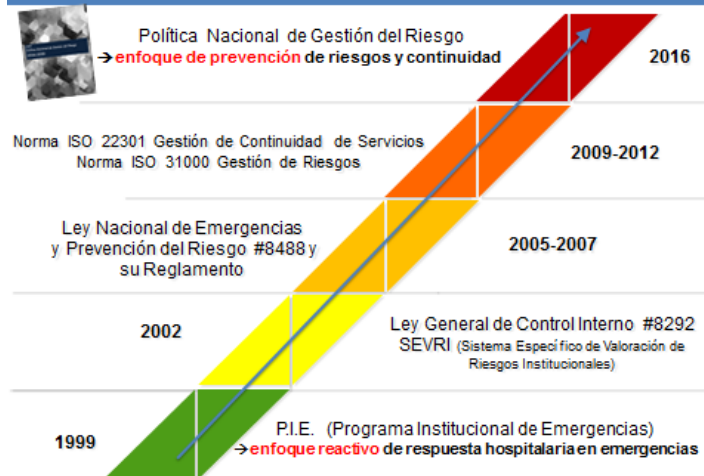 Política Nacional de Gestión del Riesgo
→enfoque de prevención de riesgos y continuidad
2016
Norma ISO 22301 Gestión de Continuidad de Servicios
Norma ISO 31000 Gestión de Riesgos
2009-2012
Ley Nacional de Emergencias
y Prevención del Riesgo #8488 y
su Reglamento
2005-2007
2002
Ley General de Control Interno #8292
SEVRI (Sistema Específico de Valoración de
Riesgos Institucionales)
1999
P.I.E. (Programa Institucional de Emergencias)
→enfoque reactivo de respuesta hospitalaria en emergencias